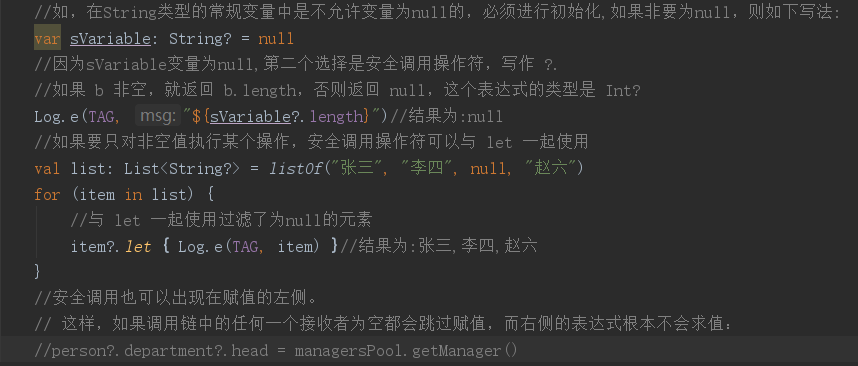 //如，在String类型的常规变量中是不允许变量为null的，必须进行初始化,如果非要为null，则如下写法:
var sVariable: String? = null
//因为sVariable变量为null,第二个选择是安全调用操作符，写作 ?.
//如果 b 非空，就返回 b.length，否则返回 null，这个表达式的类型是 Int?
Log.e(TAG, msg: "${sVariable?.length}")//结果为:null
//如果要只对非空值执行某个操作，安全调用操作符可以与 let 一起使用
val list: List<String?> = listOf("张三", "李四", null, "赵六")
for (item in list) {
//与 let 一起使用过滤了为null的元素
item?.let { Log.e(TAG, item) }//结果为:张三,李四,赵六
}
//安全调用也可以出现在赋值的左侧。
// 这样，如果调用链中的任何一个接收者为空都会跳过赋值，而右侧的表达式根本不会求值：
//person?.department?.head = managersPool.getManager()